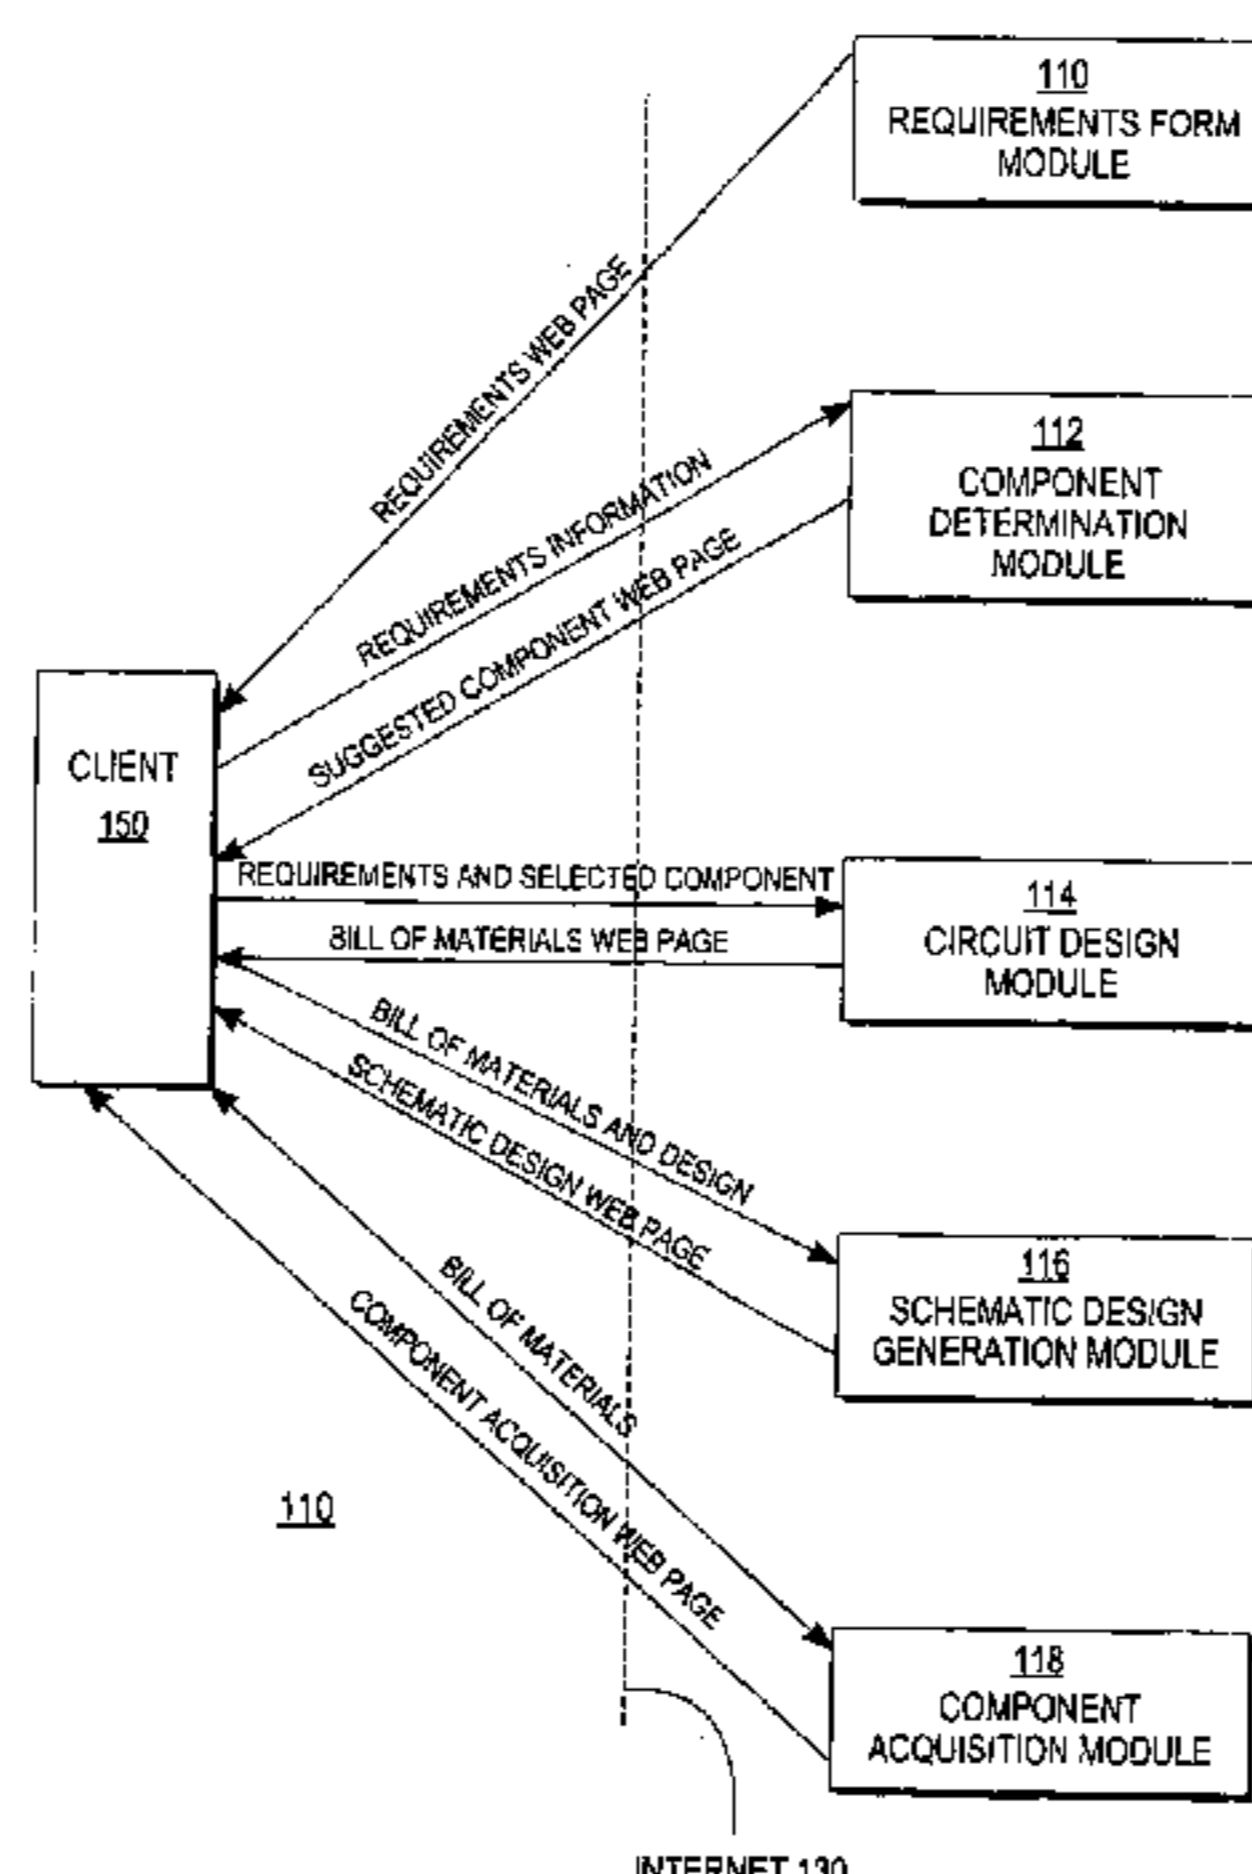 110
REQUIREMENTS FORM
MODULE
REQUIREMENTS WEB PAGE
112
COMPONENT
DETERMINATION
MODULE
REQUIREMENTS INFORMATION
SUGGESTED COMPONENT WEB PAGE
CLIENT
150
REQUIREMENTS AND SELECTED COMPONENT
BILL OF MATERIALS WEB PAGE
114
CIRCUIT DESIGN
MODULE
BILL OF MATERIALS AND DESIGN
SCHEMATIC DESIGN WEB PAGE
116
SCHEMATIC DESIGN
GENERATION MODULE
BILL OF MATERIALS
COMPONENT ACQUISITION WEB PAGE
110
118
COMPONENT
ACQUISITION MODULE
INTERNET 130